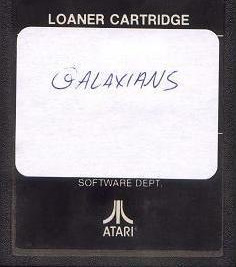 LOANER CARTRIDGE
GALAXIANS
SOFTWARE DEPT.
ATARI